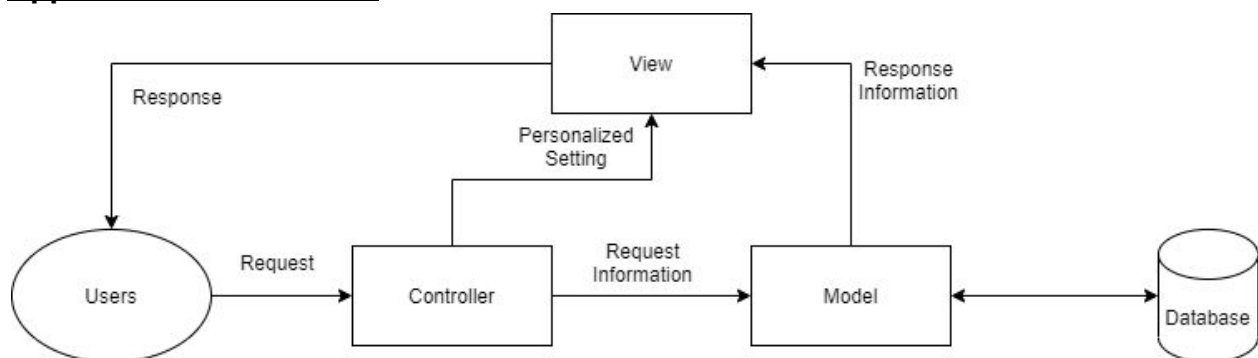 View
Response
Response
Information
Personalized
Setting
Request
Request
Information
Users
Controller
Model
Database